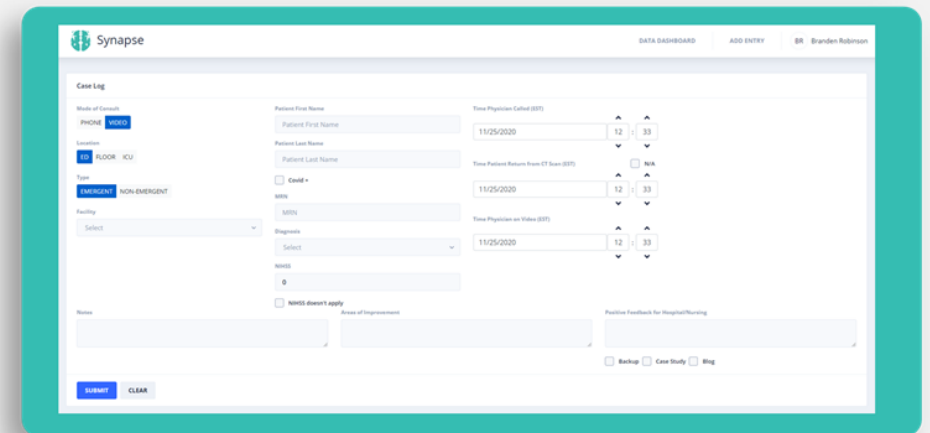 Synapse
DATA DASHBOARD ADD ENTRY BR Branden Robinson
Case Log
Mode of Consult
PHONE VIDEO
Location
ED FLOOR ICU
Type
EMERGENT NON-EMERGENT
Facility
Select
Patient First Name
Patient First Name
Patient Last Name
Patient Last Name
Covid +
MRN
MRN
Diagnosis
Select
NIHSS
0
NIHSS doesn't apply
Time Physician Called (EST)
11/25/2020 12 : 33
Time Patient Return from CT Scan (EST) N/A
11/25/2020 12 : 33
Time Physician on Video (EST)
11/25/2020 12 : 33
Notes
Areas of Improvement
Positive Feedback for Hospital/Nursing
Backup Case Study Blog
SUBMIT CLEAR